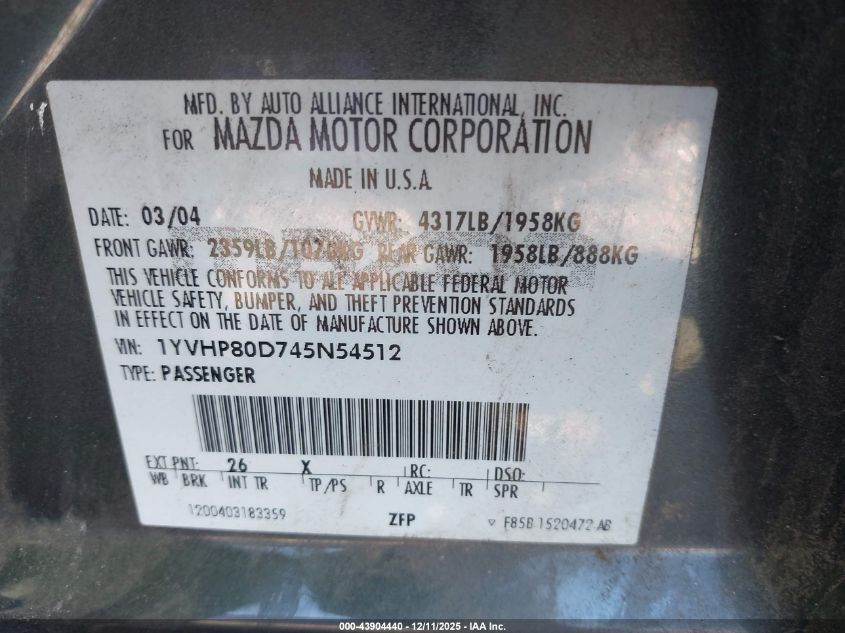 MFD. BY AUTO ALLIANCE INTERNATIONAL, INC.
FOR MAZDA MOTOR CORPORATION
MADE IN U.S.A
DATE: 03/04 GVWR: 4317LB/1958KG
FRONT GAWR: 2359LB/1070KG REAR GAWR: 1958LB/888KG
THIS VEHICLE CONFORMS TO ALL APPLICABLE FEDERAL MOTOR
VEHICLE SAFETY, BUMPER, AND THEFT PREVENTION STANDARDS
IN EFFECT ON THE DATE OF MANUFACTURE SHOWN ABOVE.
VIN: 1YVHP80D745N54512
TYPE: PASSENGER
EXT PNT: 26 X RC: DSO:
WB BRK INT TR TP/PS R AXLE TR SPR
1200403183359 ZFP F85B 1520472 AB
000-43904440 - 12/11/2025 - IAA Inc.